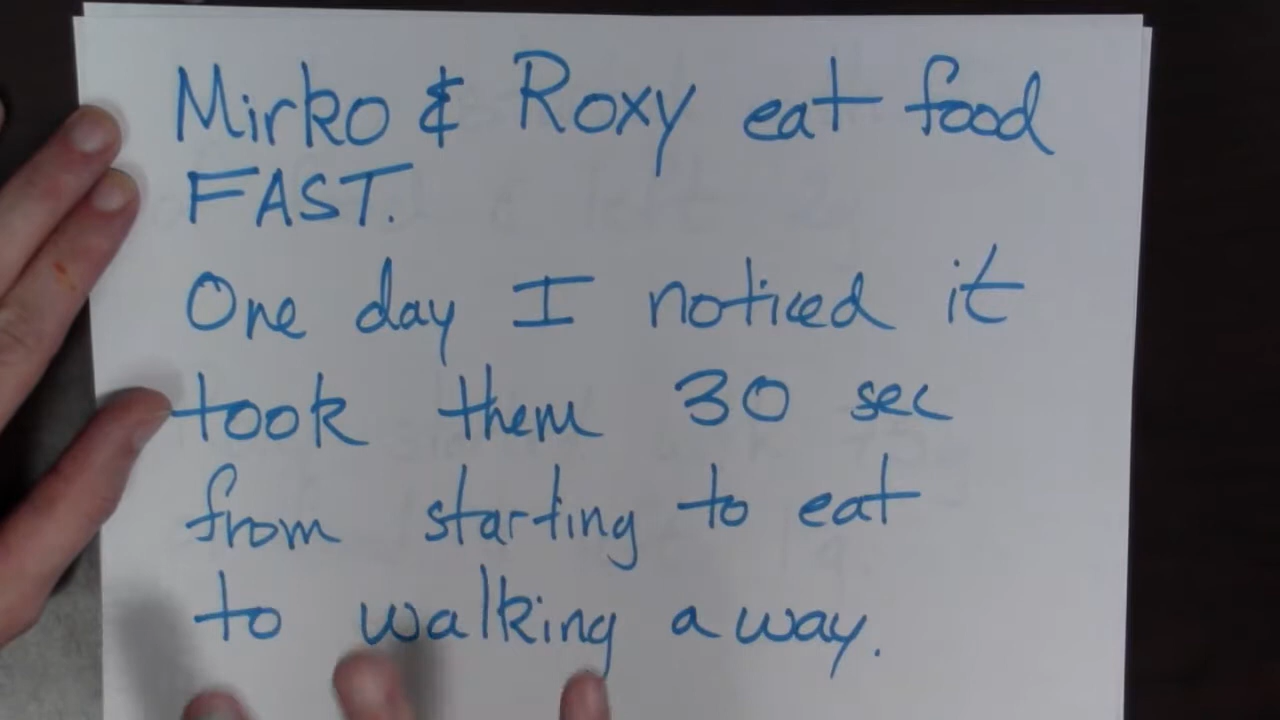 Mirko & Roxy eat food
FAST.
One day I noticed it
took them 30 sec
from starting to eat
to walking away.